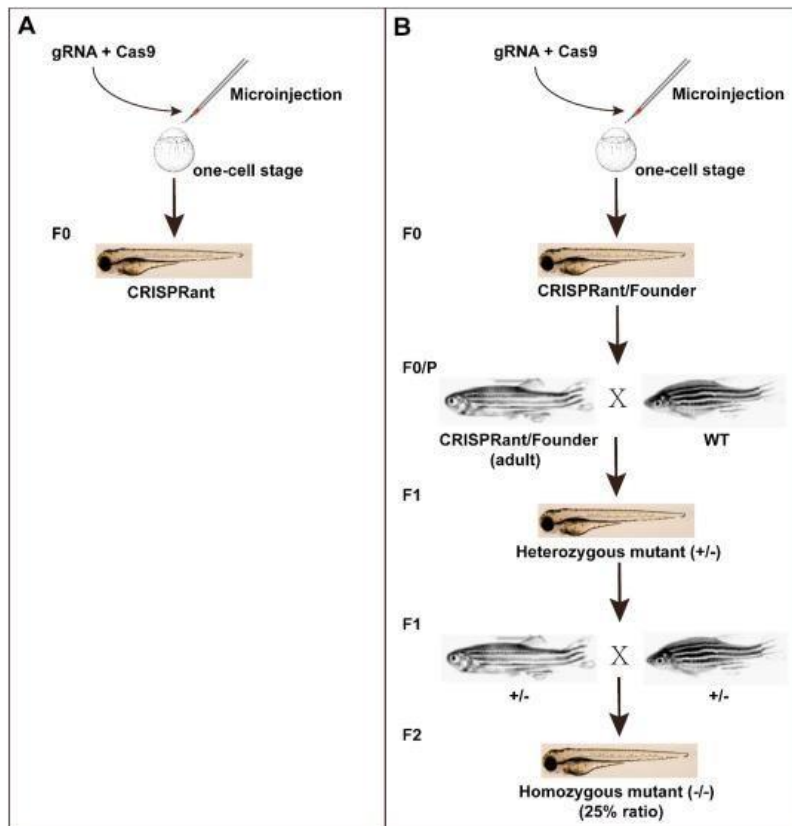 A
gRNA + Cas9
Microinjection
one-cell stage
F0
CRISPRant
B
gRNA + Cas9
Microinjection
one-cell stage
F0
CRISPRant/Founder
F0/P
X
CRISPRant/Founder
(adult)
WT
F1
Heterozygous mutant (+/-)
F1
X
+/-
+/-
F2
Homozygous mutant (-/-)
(25% ratio)